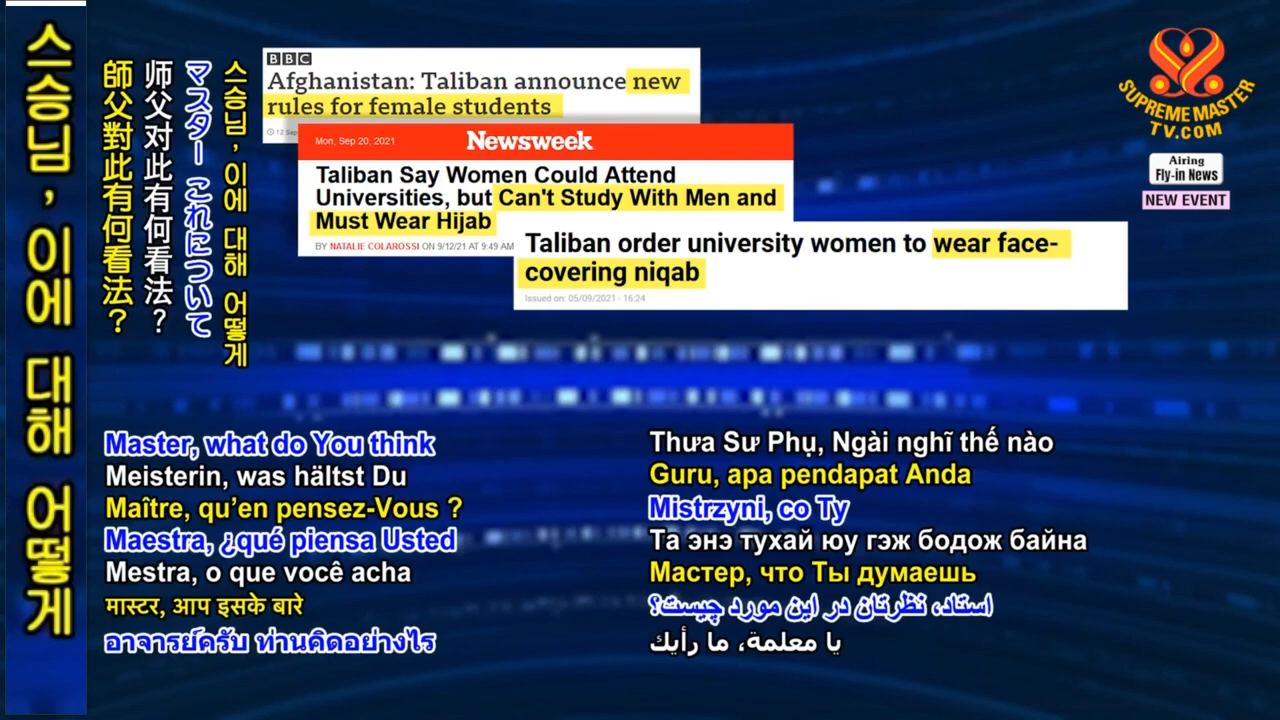 스승님, 이에 대해 어떻게
師父對此有何看法？
师父对此有何看法？
マスター これについて
스승님, 이에 대해 어떻게
BBC
Afghanistan: Taliban announce new
rules for female students
12 Sep
Mon, Sep 20, 2021
Newsweek
Taliban Say Women Could Attend
Universities, but Can't Study With Men and
Must Wear Hijab
BY NATALIE COLAROSSI ON 9/12/21 AT 9:49 AM
Taliban order university women to wear face-
covering niqab
Issued on: 05/09/2021 - 16:24
SUPREME MASTER
TV.COM
Airing
Fly-in News
NEW EVENT
Master, what do You think
Meisterin, was hältst Du
Maître, qu’en pensez-Vous ?
Maestra, ¿qué piensa Usted
Mestra, o que você acha
मास्टर, आप इसके बारे
อาจารย์ครับ ท่านคิดอย่างไร
Thưa Sư Phụ, Ngài nghĩ thế nào
Guru, apa pendapat Anda
Mistrzyni, co Ty
Та энэ тухай юу гэж бодож байна
Мастер, что Ты думаешь
استاد، نظرتان در این مورد چیست؟
يا معلمة، ما رأيك